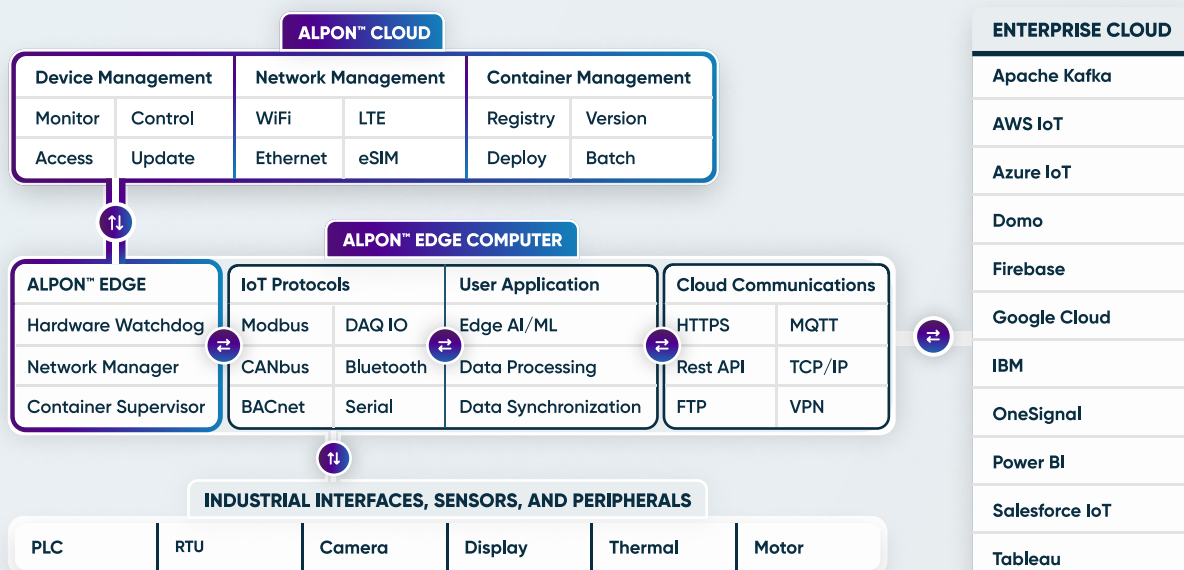 ALPON™ CLOUD
Device Management
Network Management
Container Management
Monitor
Control
WiFi
LTE
Registry
Version
Access
Update
Ethernet
eSIM
Deploy
Batch
ALPON™ EDGE COMPUTER
ALPON™ EDGE
Hardware Watchdog
Network Manager
Container Supervisor
IoT Protocols
Modbus
DAQ IO
CANbus
Bluetooth
BACnet
Serial
User Application
Edge AI/ML
Data Processing
Data Synchronization
Cloud Communications
HTTPS
MQTT
Rest API
TCP/IP
FTP
VPN
INDUSTRIAL INTERFACES, SENSORS, AND PERIPHERALS
PLC
RTU
Camera
Display
Thermal
Motor
ENTERPRISE CLOUD
Apache Kafka
AWS IoT
Azure IoT
Domo
Firebase
Google Cloud
IBM
OneSignal
Power BI
Salesforce IoT
Tableau